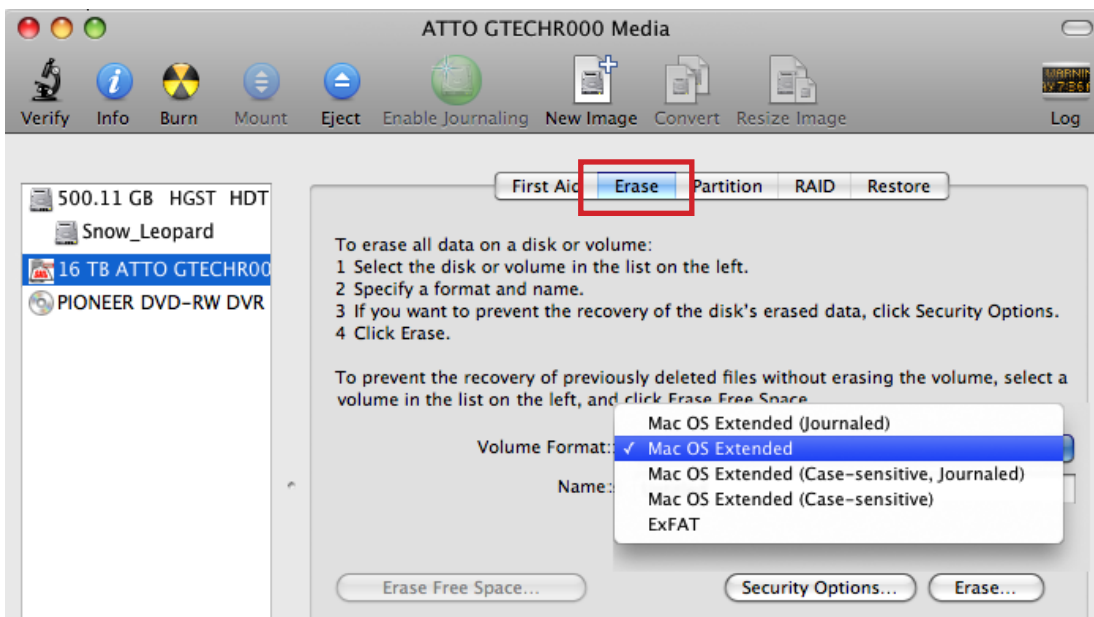 ATTO GTECHR000 Media
Verify Info Burn Mount Eject Enable Journaling New Image Convert Resize Image Log
First Aid Erase Partition RAID Restore
500.11 GB HGST HDT
Snow_Leopard
16 TB ATTO GTECHR00
PIONEER DVD-RW DVR
To erase all data on a disk or volume:
1 Select the disk or volume in the list on the left.
2 Specify a format and name.
3 If you want to prevent the recovery of the disk's erased data, click Security Options.
4 Click Erase.
To prevent the recovery of previously deleted files without erasing the volume, select a
volume in the list on the left, and click Erase Free Space
Volume Format:
Mac OS Extended (Journaled)
✓ Mac OS Extended
Mac OS Extended (Case-sensitive, Journaled)
Mac OS Extended (Case-sensitive)
ExFAT
Name:
Erase Free Space... Security Options... Erase...